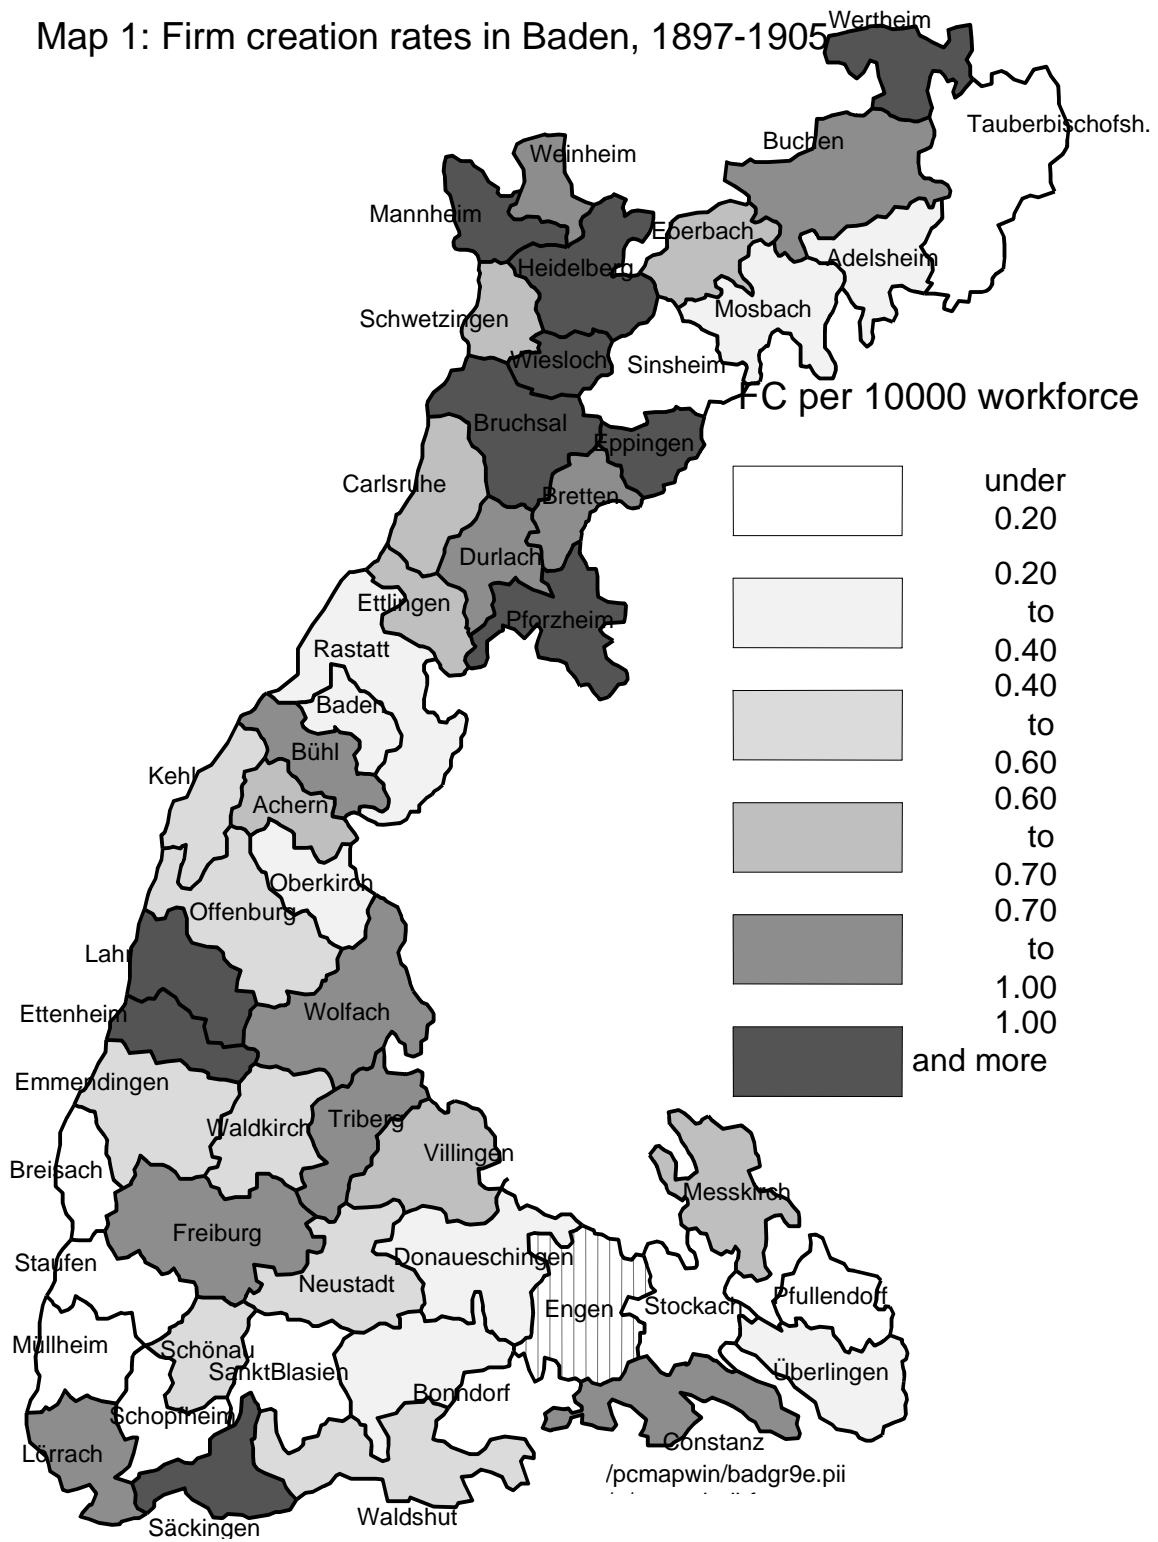 Wertheim
Map 1: Firm creation rates in Baden, 1897-1905
Tauberbischofsh.
Buchen
Weinheim
Mannheim
Eberbach
Adelsheim
Heidelberg
Mosbach
Schwetzingen
Wiesloch
Sinsheim
FC per 10000 workforce
Bruchsal
Eppingen
under
0.20
Carlsruhe
Bretten
Durlach
0.20
to
0.40
Ettlingen
Pforzheim
Rastatt
0.40
to
0.60
Baden
Bühl
Kehl
Achern
0.60
to
0.70
Oberkirch
Offenburg
0.70
to
1.00
Lahr
Ettenheim
Wolfach
1.00
and more
Emmendingen
Waldkirch
Triberg
Villingen
Breisach
Messkirch
Freiburg
Staufen
Donaueschingen
Neustadt
Engen
Stockach
Pfullendorf
Müllheim
Schönau
SanktBlasien
Überlingen
Bonndorf
Schopfheim
Lörrach
Constanz
/pcmapwin/badgr9e.pii
Waldshut
Säckingen